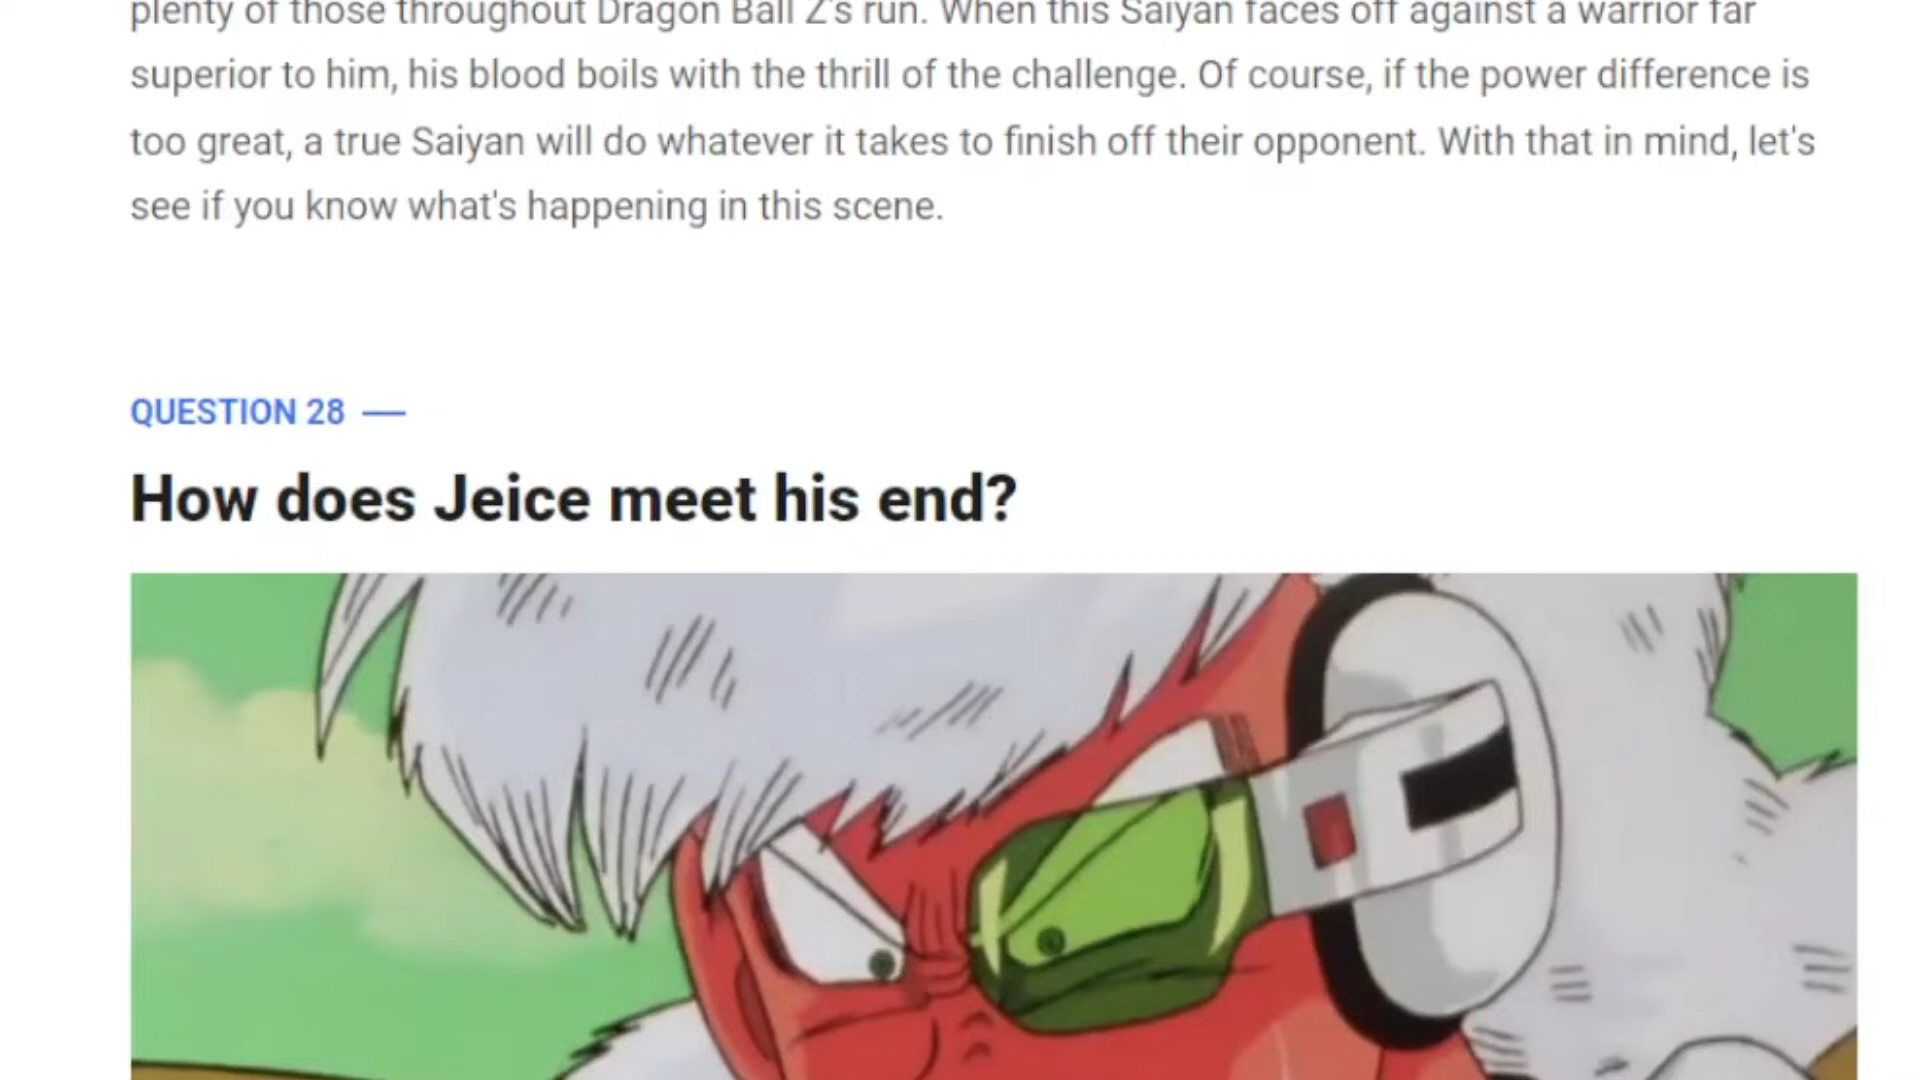 plenty of those throughout Dragon Ball Z's run. When this Saiyan faces off against a warrior far
superior to him, his blood boils with the thrill of the challenge. Of course, if the power difference is
too great, a true Saiyan will do whatever it takes to finish off their opponent. With that in mind, let's
see if you know what's happening in this scene.
QUESTION 28 —
How does Jeice meet his end?